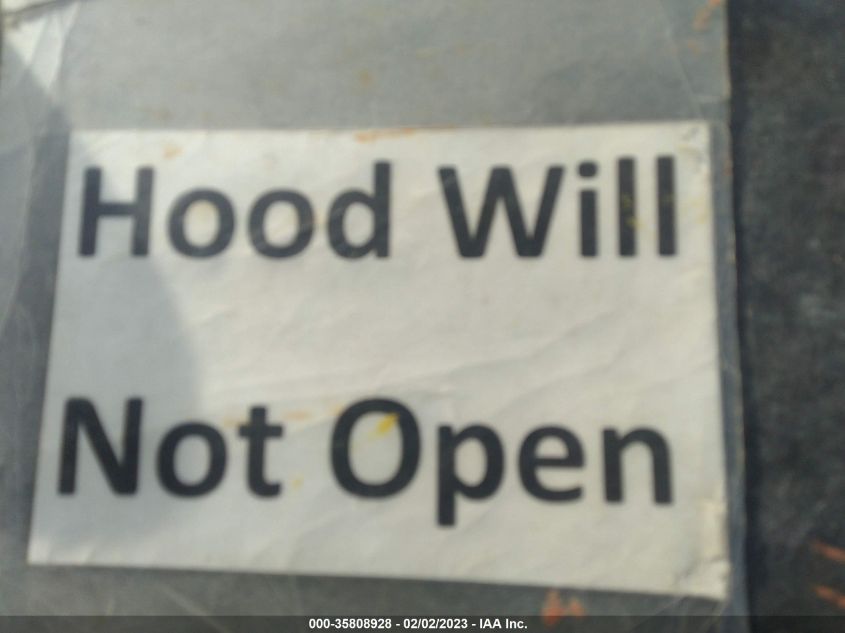 Hood Will
Not Open
000-35808928 - 02/02/2023 - IAA Inc.